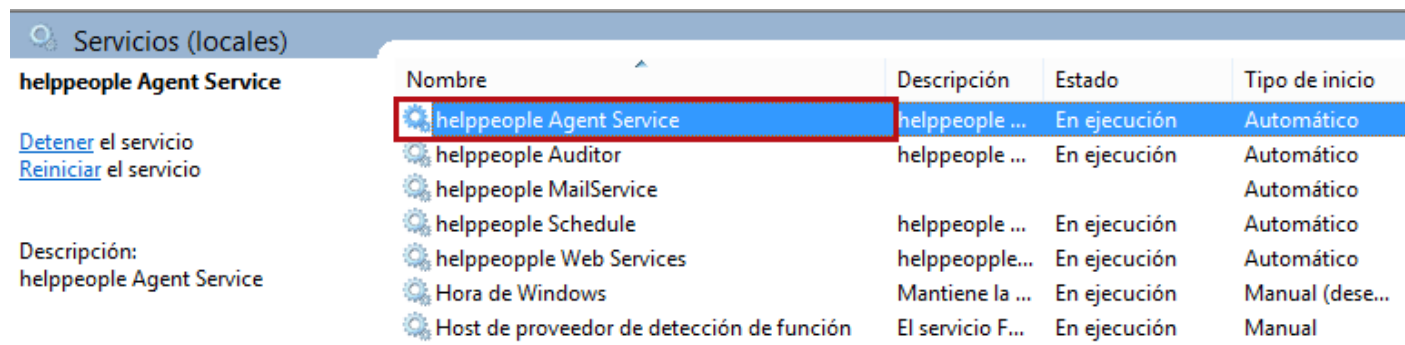 Servicios (locales)
helppeople Agent Service
Detener el servicio
Reiniciar el servicio
Descripción:
helppeople Agent Service
Nombre Descripción Estado Tipo de inicio
helppeople Agent Service helppeople ... En ejecución Automático
helppeople Auditor helppeople ... En ejecución Automático
helppeople MailService Automático
helppeople Schedule helppeople ... En ejecución Automático
helppeopple Web Services helppeopple... En ejecución Automático
Hora de Windows Mantiene la ... En ejecución Manual (dese...
Host de proveedor de detección de función El servicio F... En ejecución Manual